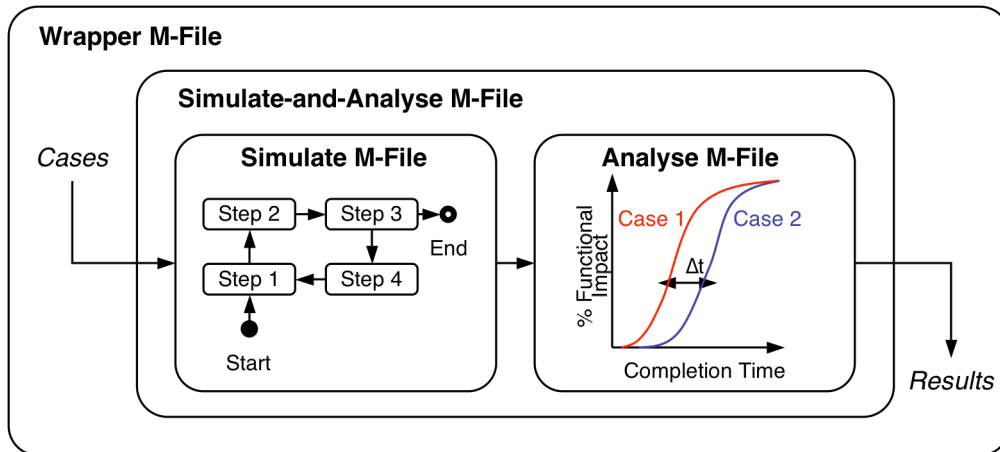 Wrapper M-File
Simulate-and-Analyse M-File
Cases
Simulate M-File
Step 2
Step 3
End
Step 1
Step 4
Start
Analyse M-File
Case 1
Case 2
Δt
% Functional
Impact
Completion Time
Results